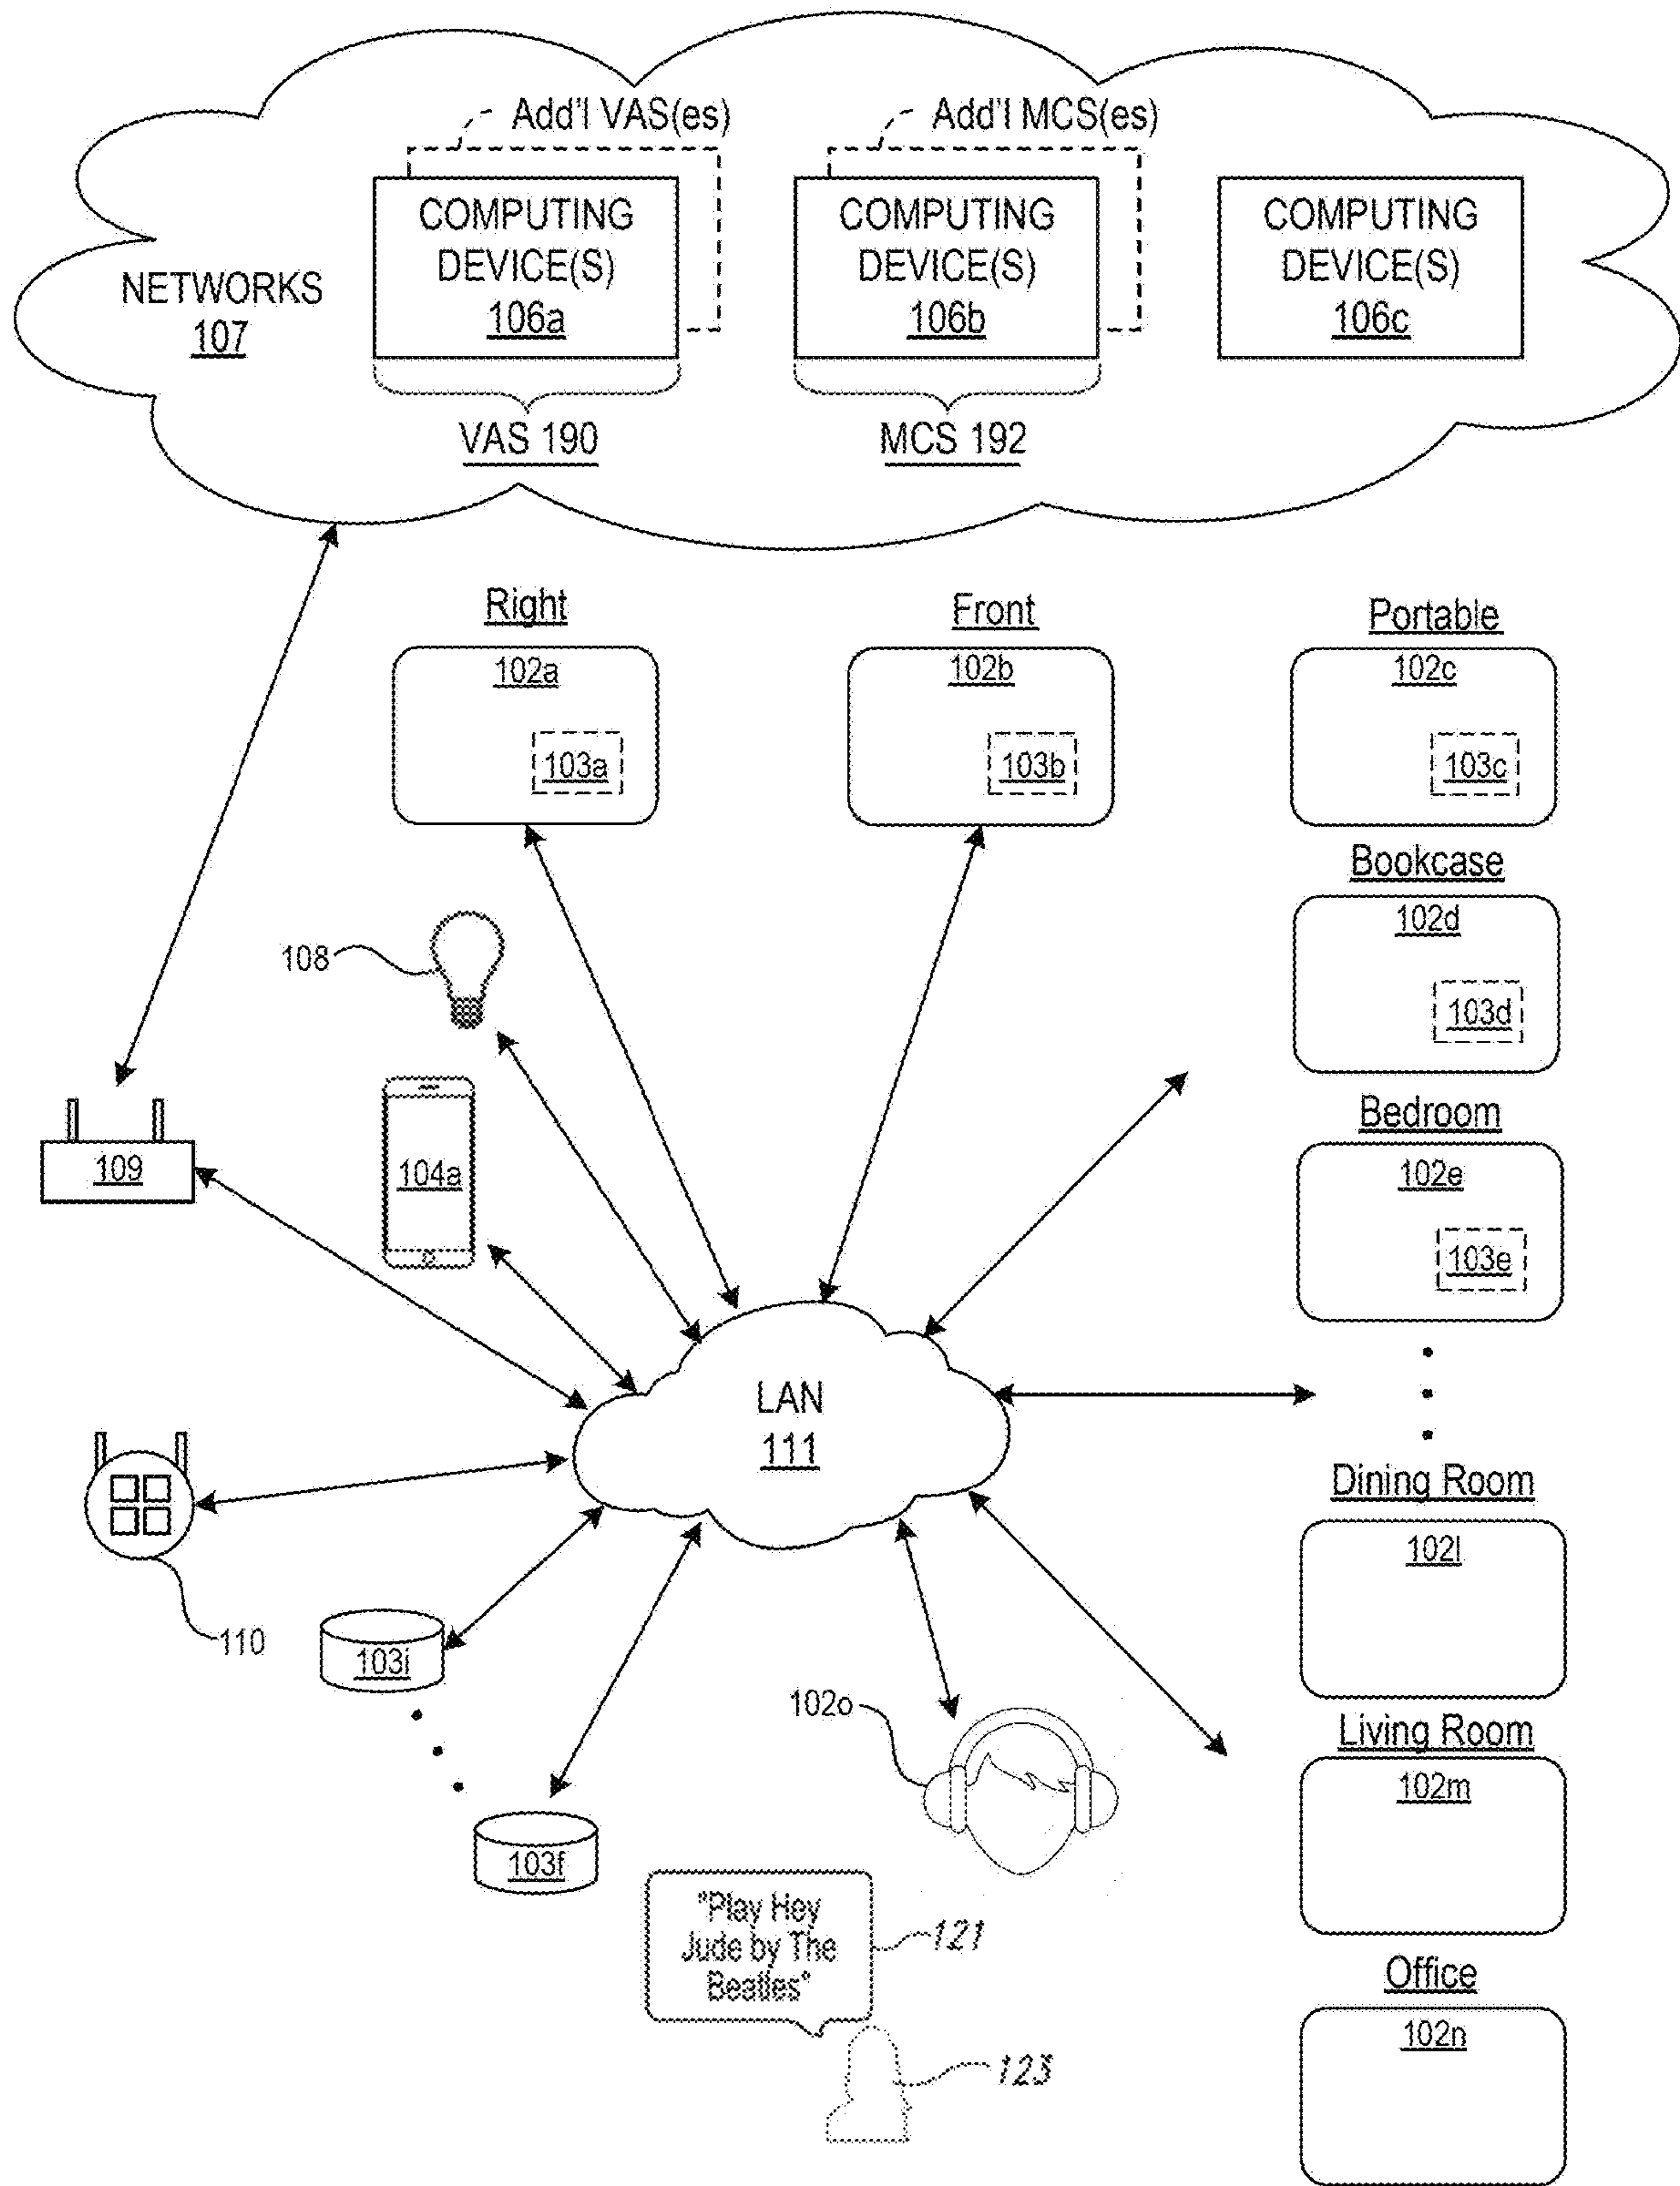 Add'l VAS(es)
Add'l MCS(es)
COMPUTING
DEVICE(S)
106a
COMPUTING
DEVICE(S)
106b
COMPUTING
DEVICE(S)
106c
NETWORKS
107
VAS 190
MCS 192
Right
102a
103a
Front
102b
103b
Portable
102c
103c
Bookcase
102d
103d
Bedroom
102e
103e
108
104a
109
LAN
111
110
103i
103f
102o
Dining Room
102l
Living Room
102m
Office
102n
"Play Hey
Jude by The
Beatles"
121
123